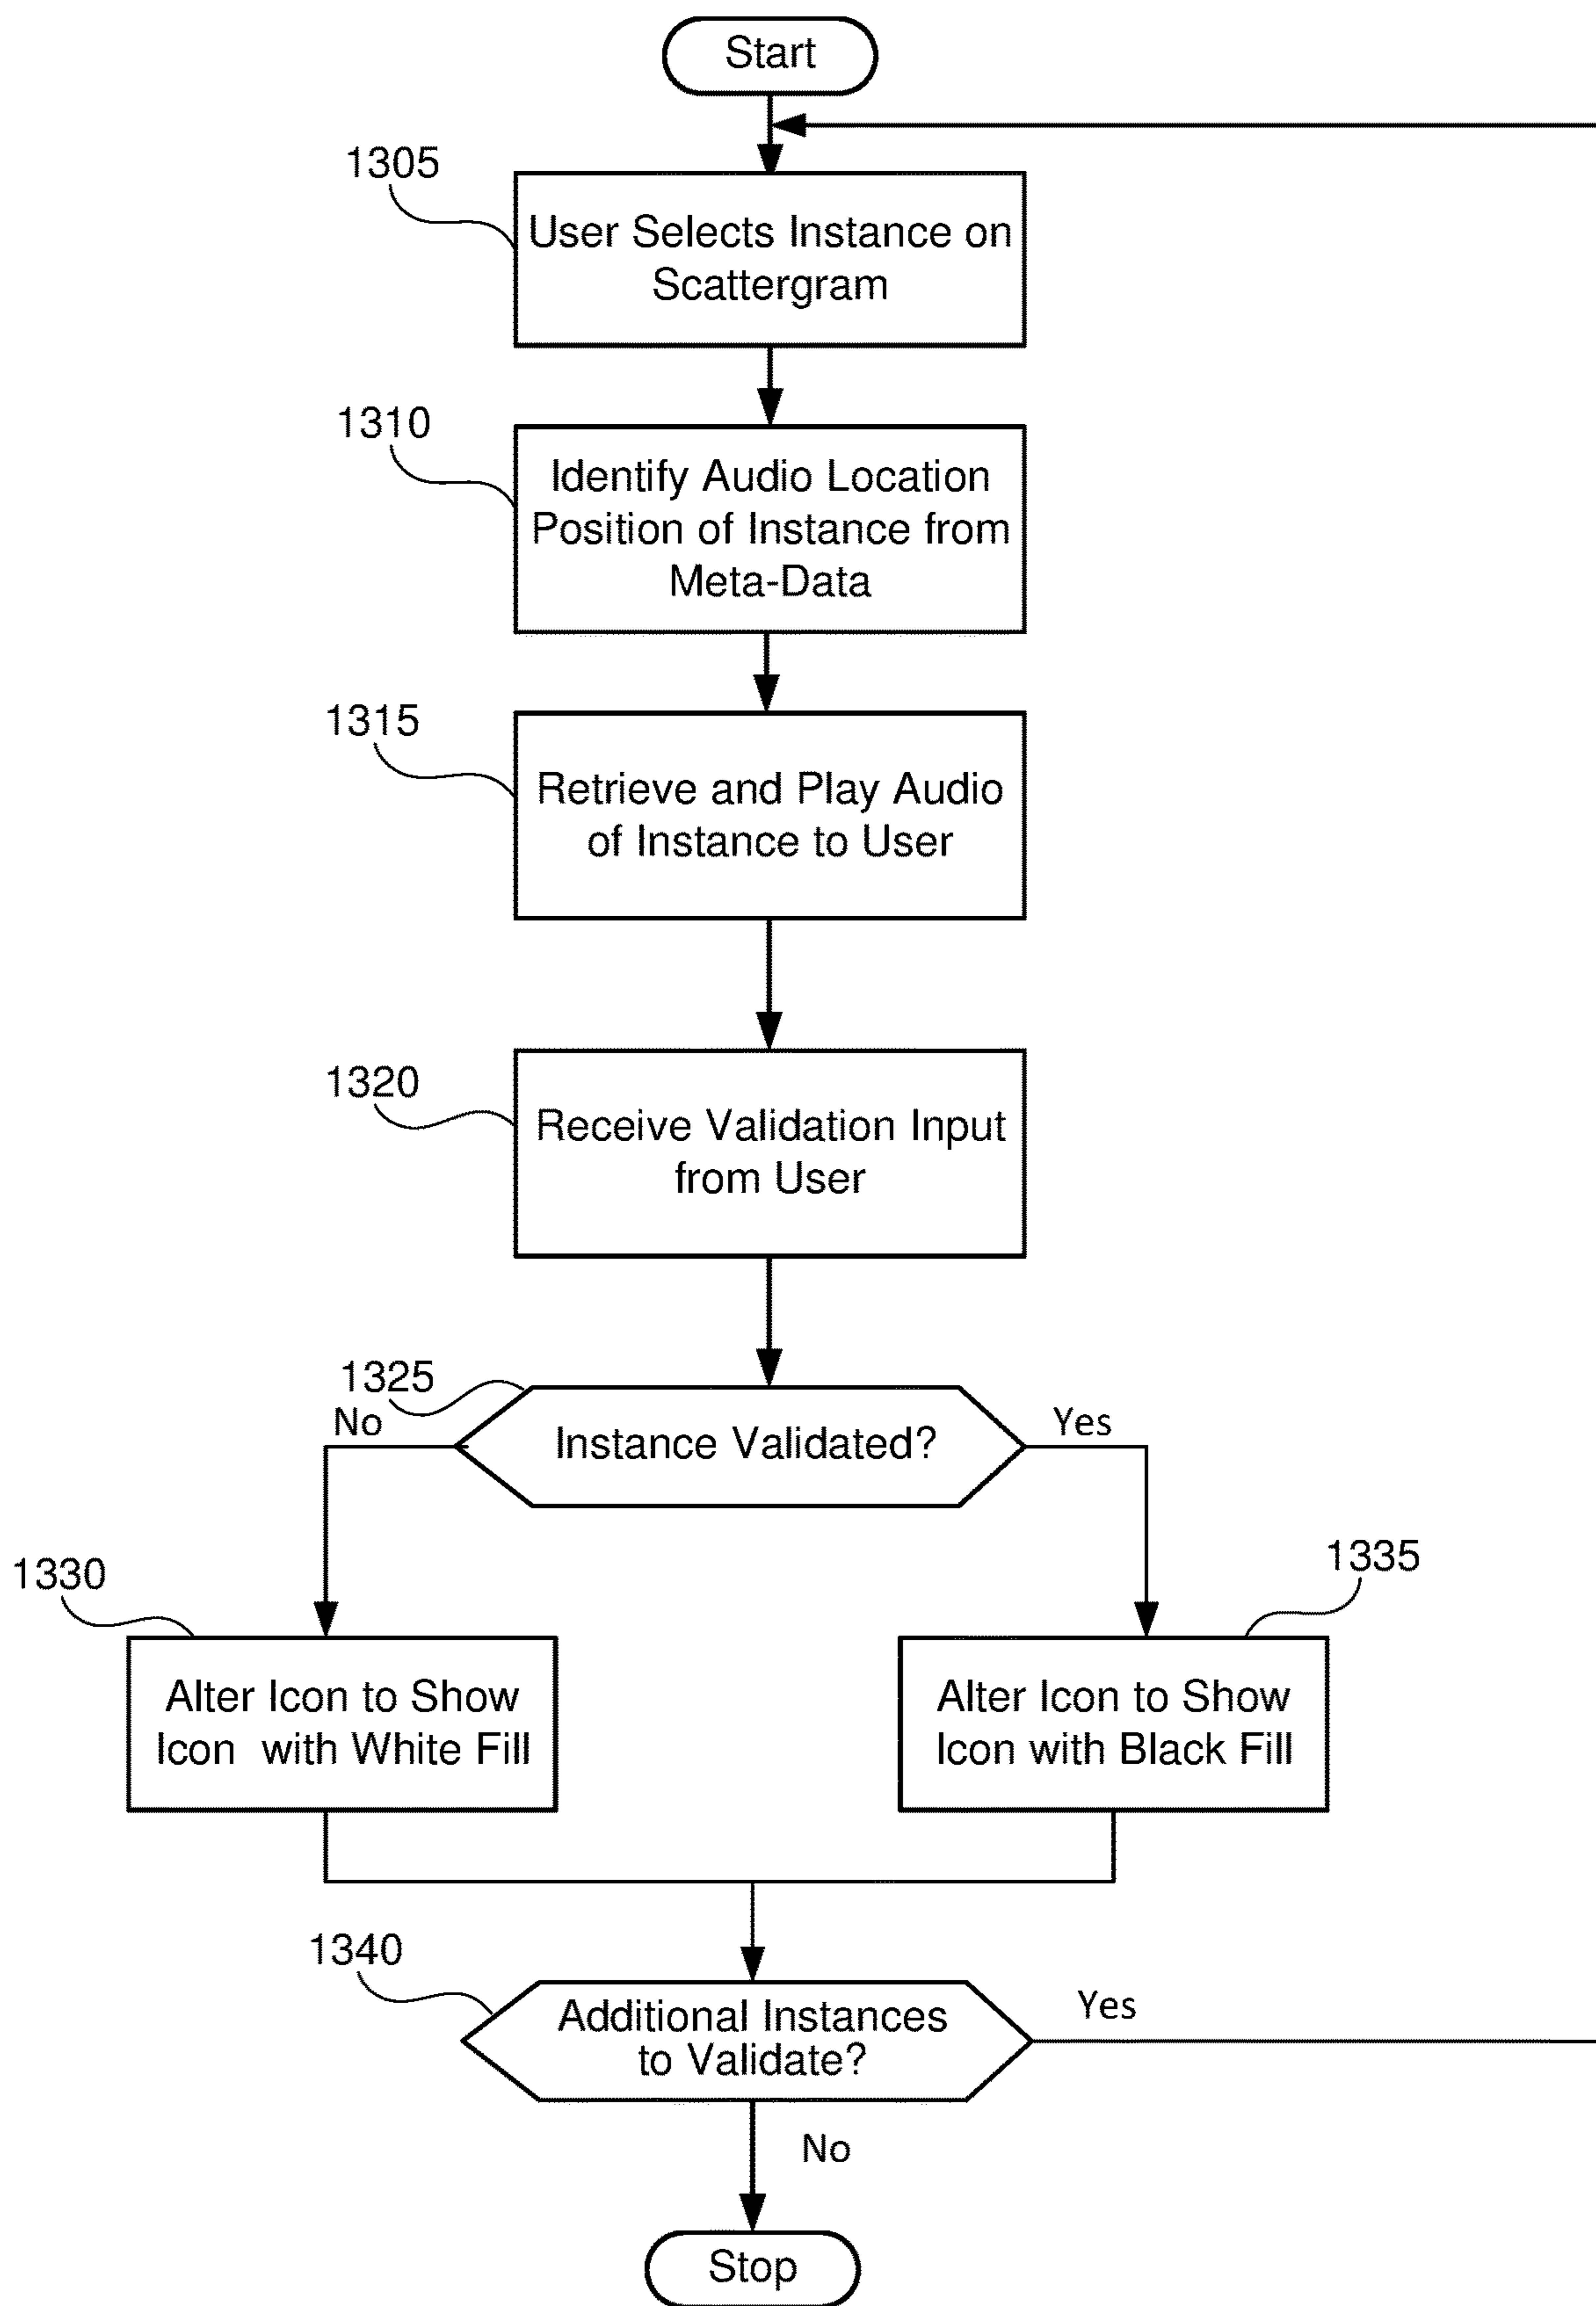 Start
1305
User Selects Instance on
Scattergram
1310
Identify Audio Location
Position of Instance from
Meta-Data
1315
Retrieve and Play Audio
of Instance to User
1320
Receive Validation Input
from User
1325
No
Instance Validated?
Yes
1330
Alter Icon to Show
Icon with White Fill
1335
Alter Icon to Show
Icon with Black Fill
1340
Additional Instances
to Validate?
Yes
No
Stop